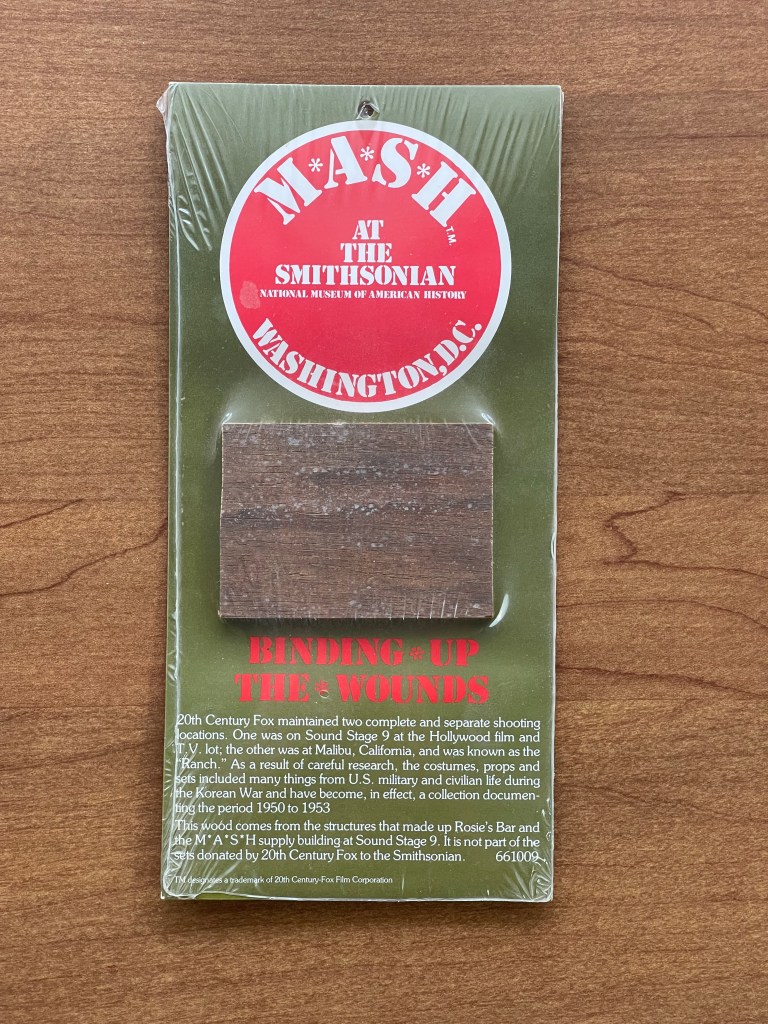 M*A*S*H T.M.
AT
THE
SMITHSONIAN
NATIONAL MUSEUM OF AMERICAN HISTORY
WASHINGTON, D.C.
BINDING * UP
THE * WOUNDS
20th Century Fox maintained two complete and separate shooting
locations. One was on Sound Stage 9 at the Hollywood film and
T.V. lot; the other was at Malibu, California, and was known as the
"Ranch." As a result of careful research, the costumes, props and
sets included many things from U.S. military and civilian life during
the Korean War and have become, in effect, a collection documen-
ting the period 1950 to 1953
This wood comes from the structures that made up Rosie's Bar and
the M*A*S*H supply building at Sound Stage 9. It is not part of the
sets donated by 20th Century Fox to the Smithsonian. 661009
TM designates a trademark of 20th Century-Fox Film Corporation